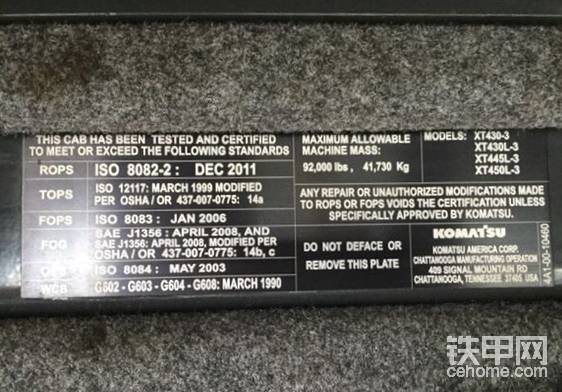 THIS CAB HAS BEEN TESTED AND CERTIFIED
TO MEET OR EXCEED THE FOLLOWING STANDARDS
ROPS ISO 8082-2: DEC 2011
TOPS ISO 12117: MARCH 1999 MODIFIED
PER OSHA / OR 437-007-0775: 14a
FOPS ISO 8083: JAN 2006
FOG SAE J1356: APRIL 2008, AND
SAE J1356: APRIL 2008, MODIFIED PER
OSHA / OR 437-007-0775: 14b, c
OPS ISO 8084: MAY 2003
WCB G602 - G603 - G604 - G608: MARCH 1990
MAXIMUM ALLOWABLE
MACHINE MASS:
92,000 lbs, 41,730 Kg
MODELS: XT430-3
XT430L-3
XT445L-3
XT450L-3
ANY REPAIR OR UNAUTHORIZED MODIFICATIONS MADE
TO ROPS OR FOPS VOIDS THE CERTIFICATION UNLESS
SPECIFICALLY APPROVED BY KOMATSU.
DO NOT DEFACE OR
REMOVE THIS PLATE
KOMATSU
KOMATSU AMERICA CORP.
CHATTANOOGA MANUFACTURING OPERATION
409 SIGNAL MOUNTAIN RD
CHATTANOOGA, TENNESSEE 37405 USA
4A1-00-10460
铁甲网
cehome.com